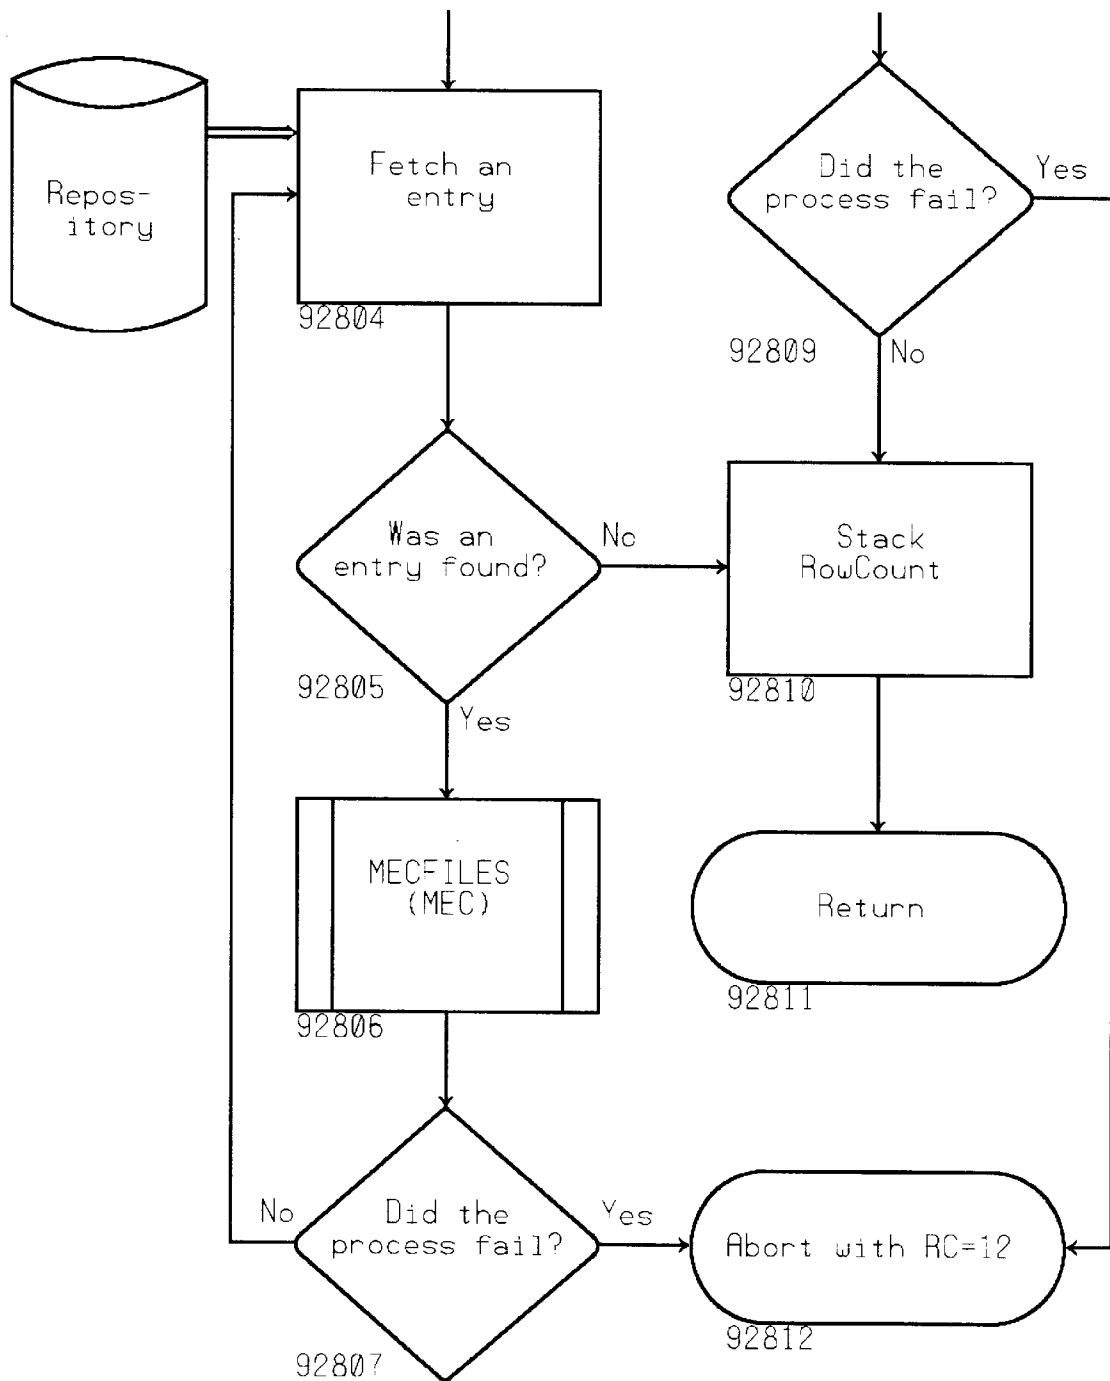 Repos-
itory
Fetch an
entry
92804
Did the
process fail?
Yes
92809
No
Was an
entry found?
No
92805
Yes
Stack
RowCount
92810
MECFILES
(MEC)
92806
Return
92811
No
Did the
process fail?
Yes
92807
Abort with RC=12
92812